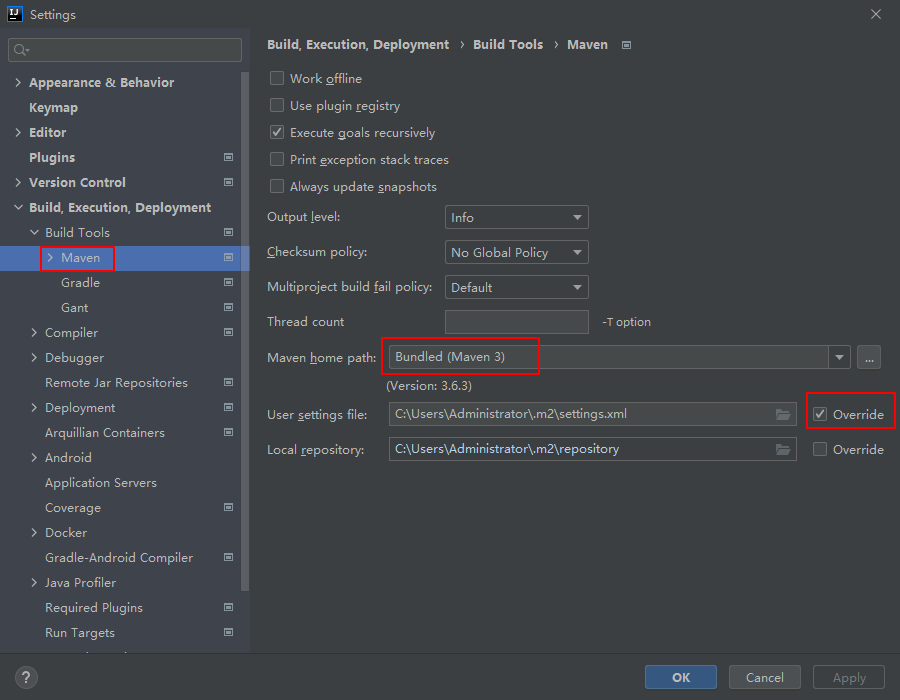 Settings
Appearance & Behavior
Keymap
Editor
Plugins
Version Control
Build, Execution, Deployment
Build Tools
Maven
Gradle
Gant
Compiler
Debugger
Remote Jar Repositories
Deployment
Arquillian Containers
Android
Application Servers
Coverage
Docker
Gradle-Android Compiler
Java Profiler
Required Plugins
Run Targets
Build, Execution, Deployment › Build Tools › Maven
Work offline
Use plugin registry
Execute goals recursively
Print exception stack traces
Always update snapshots
Output level: Info
Checksum policy: No Global Policy
Multiproject build fail policy: Default
Thread count -T option
Maven home path: Bundled (Maven 3) ...
(Version: 3.6.3)
User settings file: C:\Users\Administrator\.m2\settings.xml Override
Local repository: C:\Users\Administrator\.m2\repository Override
? OK Cancel Apply